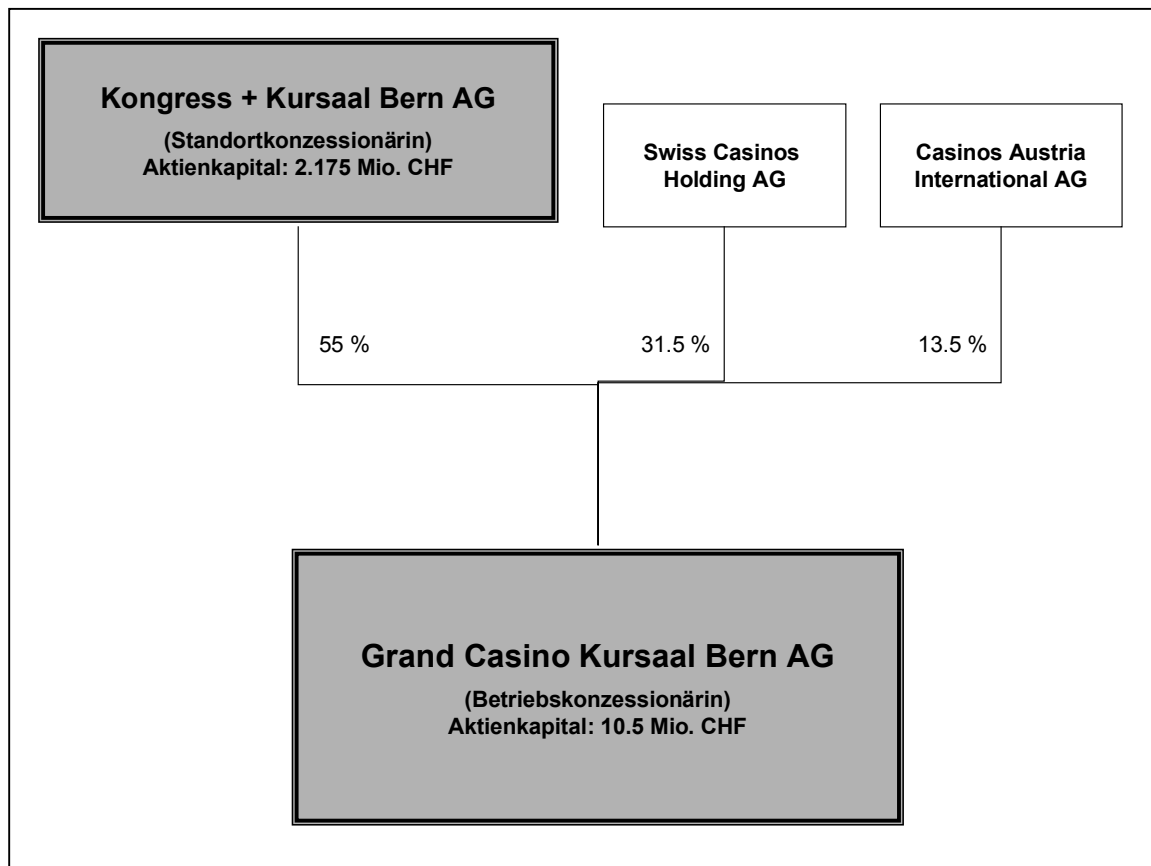 Kongress + Kursaal Bern AG
(Standortkonzessionärin)
Aktienkapital: 2.175 Mio. CHF
Swiss Casinos
Holding AG
Casinos Austria
International AG
55 %
31.5 %
13.5 %
Grand Casino Kursaal Bern AG
(Betriebskonzessionärin)
Aktienkapital: 10.5 Mio. CHF